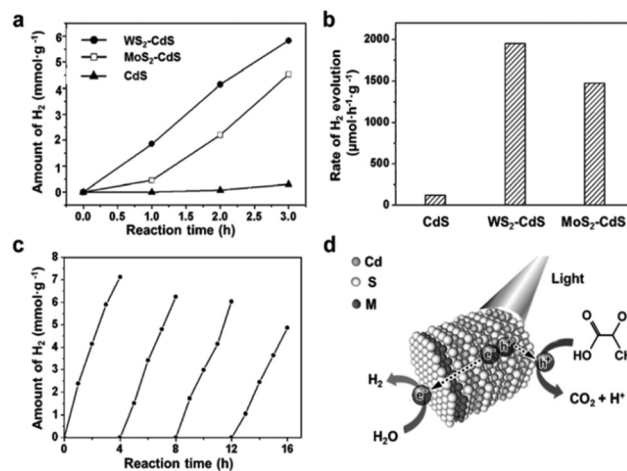 a
WS₂-CdS
MoS₂-CdS
CdS
Amount of H₂ (mmol·g⁻¹)
6
5
4
3
2
1
0
0.0 0.5 1.0 1.5 2.0 2.5 3.0
Reaction time (h)
b
Rate of H₂ evolution
(μmol·h⁻¹·g⁻¹)
2000
1500
1000
500
0
CdS WS₂-CdS MoS₂-CdS
c
Amount of H₂ (mmol·g⁻¹)
8
7
6
5
4
3
2
1
0
0 4 8 12 16
Reaction time (h)
d
Cd
S
M
Light
e⁻ h⁺
O
HO
h⁺
H₂
e⁻
CO₂ + H⁺
H₂O